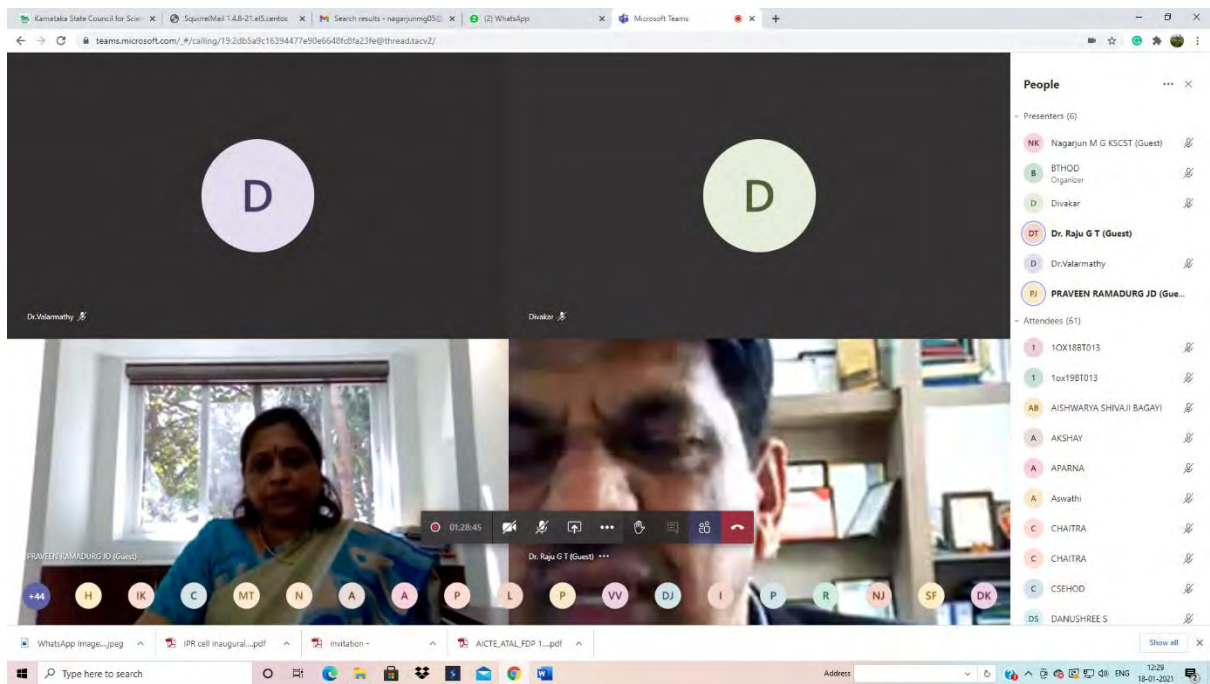 Karnataka State Council for Scie
SquirrelMail 1.4.8-21.el5.centos
Search results - nagarjunmg05@
(2) WhatsApp
Microsoft Teams
teams.microsoft.com/_#/calling/19:2db5a9c16394477e90e6648fc8fa23fe@thread.tacv2/
D
D
Dr.Valarmathy
Divakar
PRAVEEN RAMADURG JD (Guest)
Dr. Raju G T (Guest)
01:28:45
+44
H
IK
C
MT
N
A
A
P
L
P
VV
DJ
I
P
R
NJ
SF
DK
People
Presenters (6)
NK Nagarjun M G KSCST (Guest)
B BTHOD
Organizer
D Divakar
DT Dr. Raju G T (Guest)
D Dr.Valarmathy
PJ PRAVEEN RAMADURG JD (Gue...
Attendees (61)
1 1OX18BT013
1 1ox19BT013
AB AISHWARYA SHIVAJI BAGAYI
A AKSHAY
A APARNA
A Aswathi
C CHAITRA
C CHAITRA
C CSEHOD
DS DANUSHREE S
WhatsApp Image....jpeg
IPR cell inaugural....pdf
invitation -
AICTE_ATAL_FDP 1....pdf
Show all
Type here to search
Address
ENG
12:29
18-01-2021